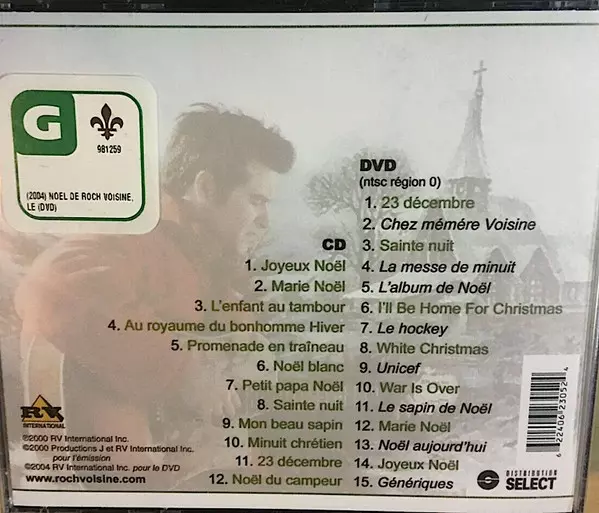 G
981259
(2004) NOEL DE ROCH VOISINE,
LE (DVD)
CD
1. Joyeux Noël
2. Marie Noël
3. L'enfant au tambour
4. Au royaume du bonhomme Hiver
5. Promenade en traîneau
6. Noël blanc
7. Petit papa Noël
8. Sainte nuit
9. Mon beau sapin
10. Minuit chrétien
11. 23 décembre
12. Noël du campeur
DVD
(ntsc région 0)
1. 23 décembre
2. Chez mémére Voisine
3. Sainte nuit
4. La messe de minuit
5. L'album de Noël
6. I'll Be Home For Christmas
7. Le hockey
8. White Christmas
9. Unicef
10. War Is Over
11. Le sapin de Noël
12. Marie Noël
13. Noël aujourd'hui
14. Joyeux Noël
15. Génériques
RV
INTERNATIONAL
©2000 RV International Inc.
©2000 Productions J et RV International Inc.
pour l'émission
©2004 RV International Inc. pour le DVD
www.rochvoisine.com
6 22406 23052 4
DISTRIBUTION
SELECT